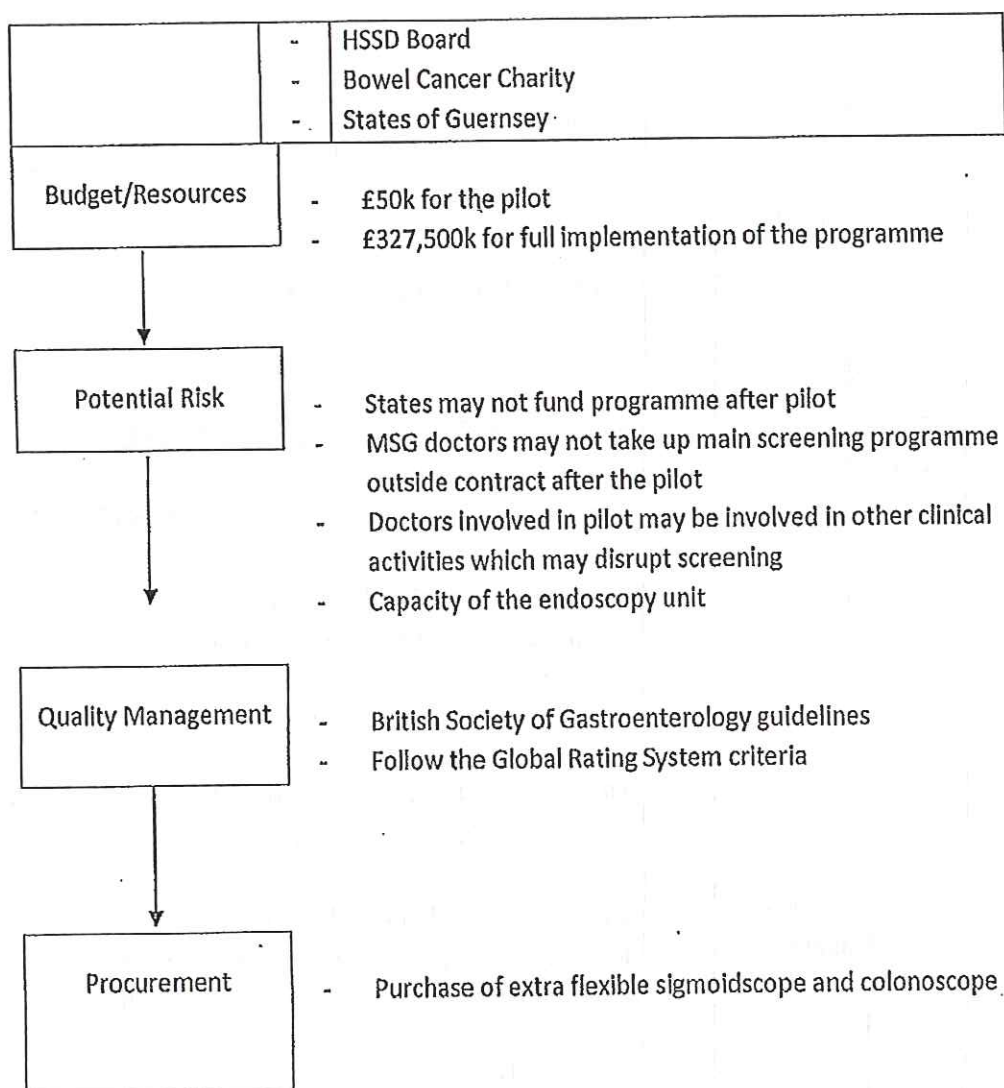 - HSSD Board
- Bowel Cancer Charity
- States of Guernsey
Budget/Resources
- £50k for the pilot
- £327,500k for full implementation of the programme
Potential Risk
- States may not fund programme after pilot
- MSG doctors may not take up main screening programme
outside contract after the pilot
- Doctors involved in pilot may be involved in other clinical
activities which may disrupt screening
- Capacity of the endoscopy unit
Quality Management
- British Society of Gastroenterology guidelines
- Follow the Global Rating System criteria
Procurement
- Purchase of extra flexible sigmoidscope and colonoscope